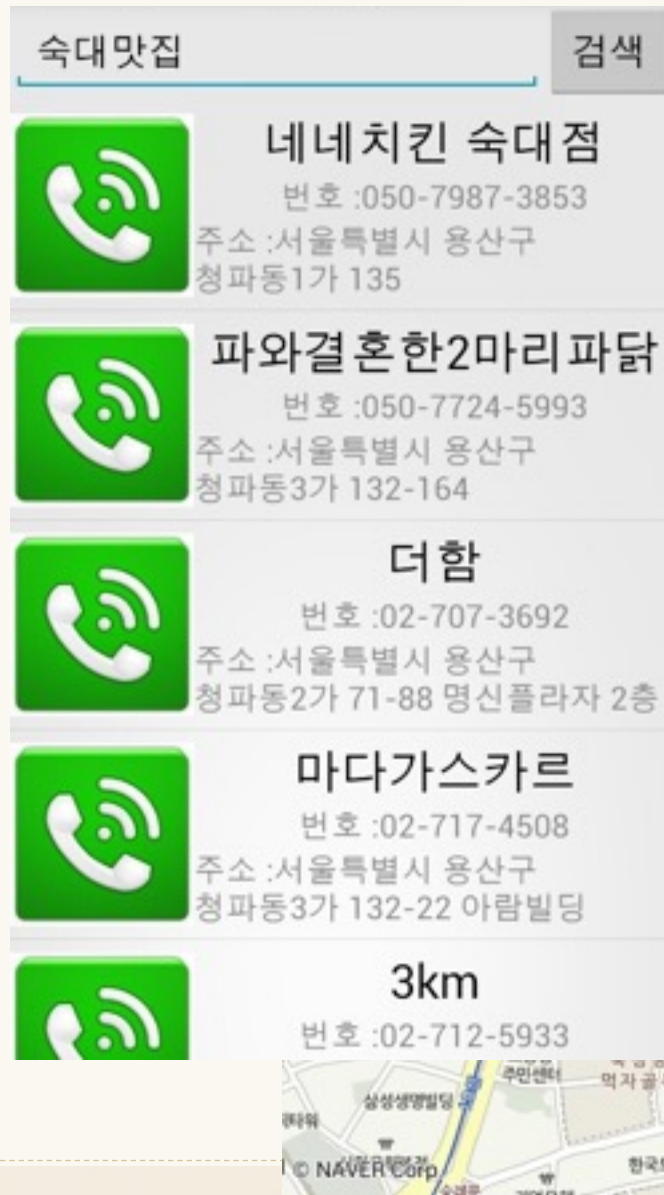 숙대맛집
검색
네네치킨 숙대점
번호 :050-7987-3853
주소 :서울특별시 용산구
청파동1가 135
파와결혼한2마리파닭
번호 :050-7724-5993
주소 :서울특별시 용산구
청파동3가 132-164
더함
번호 :02-707-3692
주소 :서울특별시 용산구
청파동2가 71-88 명신플라자 2층
마다가스카르
번호 :02-717-4508
주소 :서울특별시 용산구
청파동3가 132-22 아람빌딩
3km
번호 :02-712-5933
주민센터
먹자골
삼성생명빌딩
© NAVER Corp